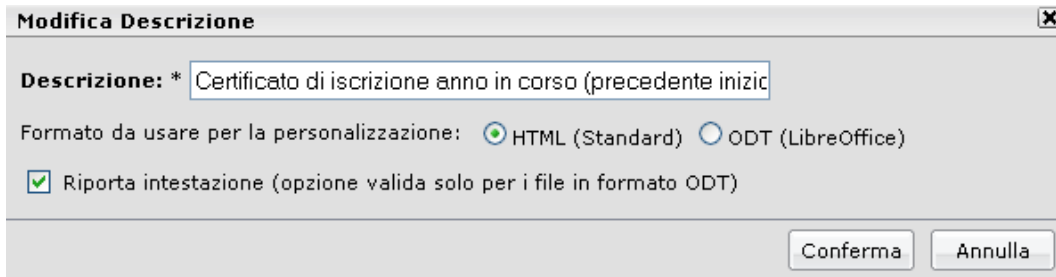 Modifica Descrizione
Descrizione: * Certificato di iscrizione anno in corso (precedente inizio
Formato da usare per la personalizzazione: HTML (Standard) ODT (LibreOffice)
Riporta intestazione (opzione valida solo per i file in formato ODT)
Conferma Annulla